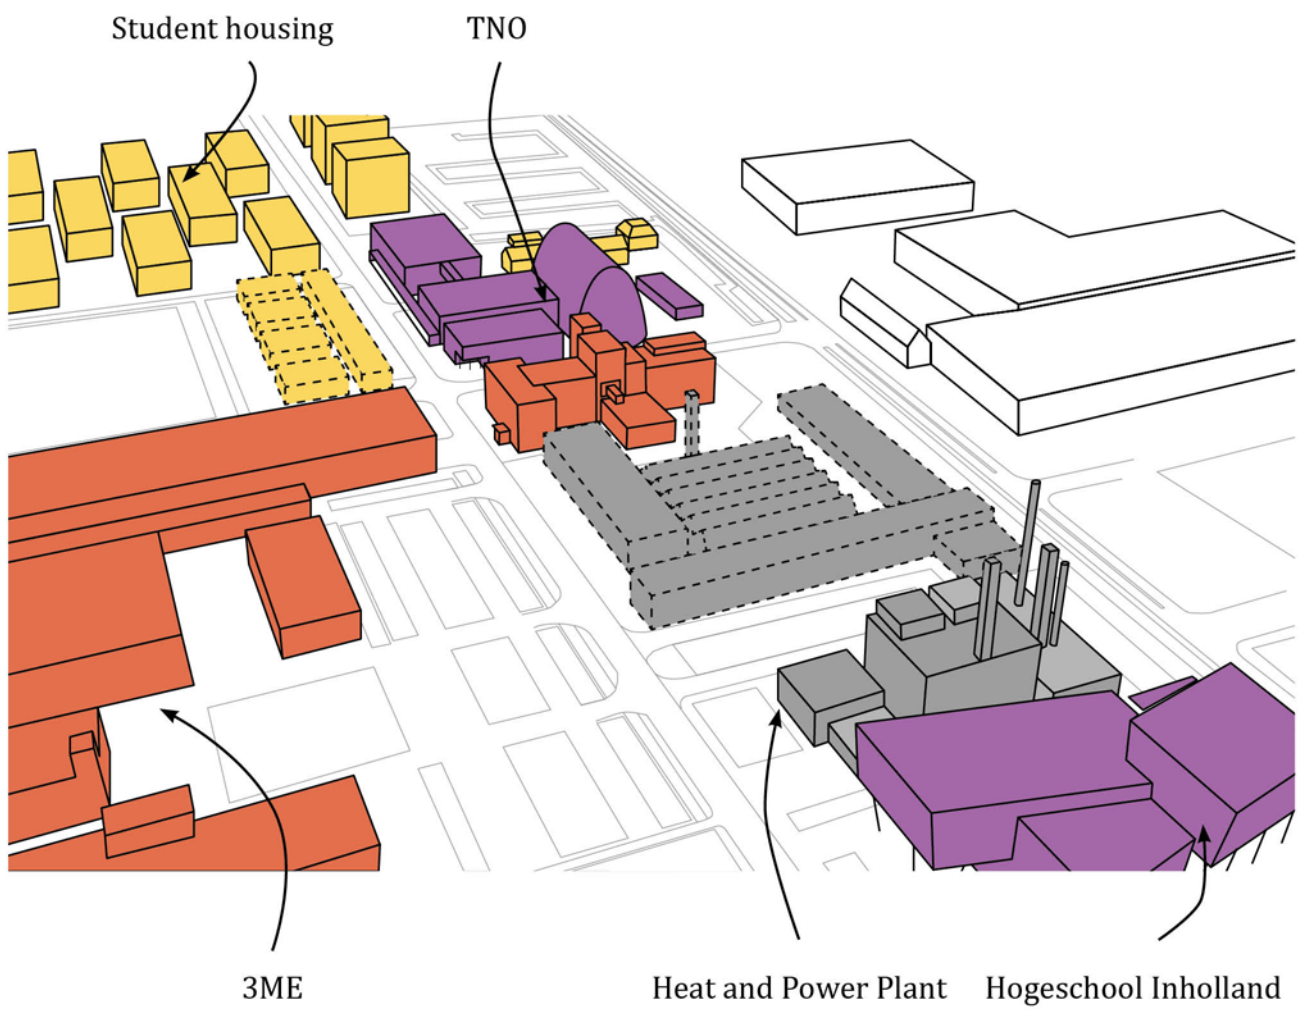 Student housing
TNO
3ME
Heat and Power Plant
Hogeschool Inholland